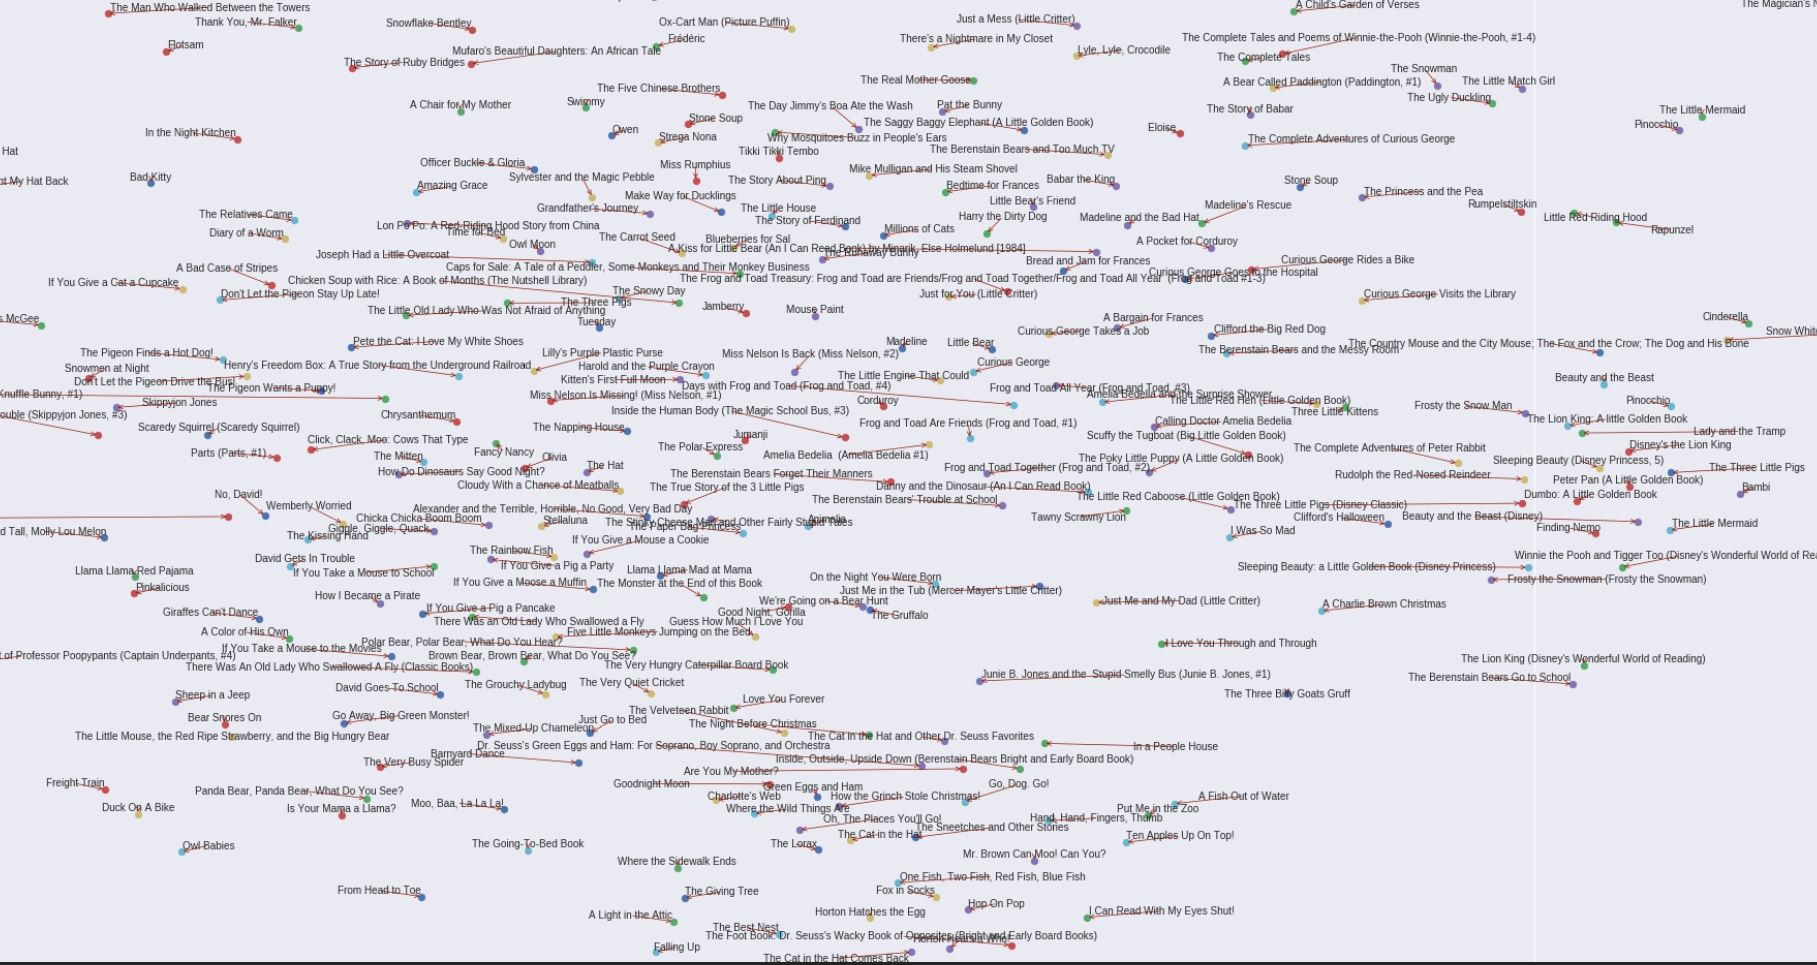 The Man Who Walked Between the Towers
Thank You, Mr. Falker
Snowflake Bentley
Ox-Cart Man (Picture Puffin)
Just a Mess (Little Critter)
A Child's Garden of Verses
The Magician's
Flotsam
Frédéric
Mufaro's Beautiful Daughters: An African Tale
There's a Nightmare in My Closet
Lyle, Lyle, Crocodile
The Complete Tales and Poems of Winnie-the-Pooh (Winnie-the-Pooh, #1-4)
The Complete Tales
The Story of Ruby Bridges
The Snowman
The Real Mother Goose
A Bear Called Paddington (Paddington, #1)
The Little Match Girl
The Five Chinese Brothers
The Ugly Duckling
A Chair for My Mother
Swimmy
The Day Jimmy's Boa Ate the Wash
Pat the Bunny
The Story of Babar
The Little Mermaid
Stone Soup
The Saggy Baggy Elephant (A Little Golden Book)
Eloise
Pinocchio
In the Night Kitchen
Owen
Strega Nona
Why Mosquitoes Buzz in People's Ears
The Complete Adventures of Curious George
Hat
Tikki Tikki Tembo
The Berenstain Bears and Too Much TV
Officer Buckle & Gloria
Miss Rumphius
Mike Mulligan and His Steam Shovel
My Hat Back
Bad Kitty
Amazing Grace
Sylvester and the Magic Pebble
The Story About Ping
Bedtime for Frances
Babar the King
Stone Soup
The Princess and the Pea
Make Way for Ducklings
Little Bear's Friend
The Relatives Came
Grandfather's Journey
The Little House
The Story of Ferdinand
Harry the Dirty Dog
Madeline and the Bad Hat
Madeline's Rescue
Rumpelstiltskin
Little Red Riding Hood
Rapunzel
Diary of a Worm
Lon Po Po: A Red-Riding Hood Story from China
Time for Bed
Owl Moon
The Carrot Seed
Blueberries for Sal
Millions of Cats
A Pocket for Corduroy
A Kiss for Little Bear (An I Can Read Book) by Minarik, Else Holmelund [1984]
The Runaway Bunny
Joseph Had a Little Overcoat
Bread and Jam for Frances
Curious George Rides a Bike
A Bad Case of Stripes
Caps for Sale: A Tale of a Peddler, Some Monkeys and Their Monkey Business
Curious George Goes to the Hospital
If You Give a Cat a Cupcake
Chicken Soup with Rice: A Book of Months (The Nutshell Library)
The Frog and Toad Treasury: Frog and Toad are Friends/Frog and Toad Together/Frog and Toad All Year (Frog and Toad #1-3)
Don't Let the Pigeon Stay Up Late!
The Three Pigs
The Snowy Day
Just for You (Little Critter)
Curious George Visits the Library
McGee
The Little Old Lady Who Was Not Afraid of Anything
Jamberry
Mouse Paint
A Bargain for Frances
Cinderella
Tuesday
Curious George Takes a Job
Clifford the Big Red Dog
Snow
Pete the Cat: I Love My White Shoes
Madeline
Little Bear
The Country Mouse and the City Mouse; The Fox and the Crow; The Dog and His Bone
The Pigeon Finds a Hot Dog!
Lilly's Purple Plastic Purse
Miss Nelson Is Back (Miss Nelson, #2)
The Berenstain Bears and the Messy Room
Snowmen at Night
Henry's Freedom Box: A True Story from the Underground Railroad
Harold and the Purple Crayon
Curious George
Don't Let the Pigeon Drive the Bus!
The Pigeon Wants a Puppy!
Kitten's First Full Moon
The Little Engine That Could
Beauty and the Beast
Knuffle Bunny, #1)
Miss Nelson Is Missing! (Miss Nelson, #1)
Days with Frog and Toad (Frog and Toad, #4)
Frog and Toad All Year (Frog and Toad, #3)
Amelia Bedelia and the Surprise Shower
The Little Red Hen (Little Golden Book)
Pinocchio
Skippyjon Jones
Corduroy
Three Little Kittens
Frosty the Snow Man
(Skippyjon Jones, #3)
Chrysanthemum
Inside the Human Body (The Magic School Bus, #3)
Frog and Toad Are Friends (Frog and Toad, #1)
Calling Doctor Amelia Bedelia
The Lion King: A little Golden Book
Scaredy Squirrel (Scaredy Squirrel)
The Napping House
Jumanji
Scuffy the Tugboat (Big Little Golden Book)
Lady and the Tramp
Click, Clack, Moo: Cows That Type
Fancy Nancy
The Polar Express
Amelia Bedelia (Amelia Bedelia #1)
The Complete Adventures of Peter Rabbit
Disney's the Lion King
Parts (Parts, #1)
The Mitten
Olivia
The Hat
The Poky Little Puppy (A Little Golden Book)
Sleeping Beauty (Disney Princess, 5)
How Do Dinosaurs Say Good Night?
The Berenstain Bears Forget Their Manners
Frog and Toad Together (Frog and Toad, #2)
Rudolph the Red-Nosed Reindeer
The Three Little Pigs
Cloudy With a Chance of Meatballs
The True Story of the 3 Little Pigs
Danny and the Dinosaur (An I Can Read Book)
Peter Pan (A Little Golden Book)
Bambi
No, David!
Wemberly Worried
The Berenstain Bears' Trouble at School
The Little Red Caboose (Little Golden Book)
The Three Little Pigs (Disney Classic)
Dumbo: A Little Golden Book
Alexander and the Terrible, Horrible, No Good, Very Bad Day
Chicka Chicka Boom Boom
Stellaluna
The Stinky Cheese Man and Other Fairly Stupid Tales
Animalia
Tawny Scrawny Lion
Clifford's Halloween
Beauty and the Beast (Disney)
The Little Mermaid
Tall, Molly Lou Melon
Giggle, Giggle, Quack
The Kissing Hand
The Paper Bag Princess
I Was So Mad
Finding Nemo
If You Give a Mouse a Cookie
The Rainbow Fish
David Gets In Trouble
If You Give a Pig a Party
Winnie the Pooh and Tigger Too (Disney's Wonderful World of
Llama Llama Red Pajama
If You Take a Mouse to School
Llama Llama Mad at Mama
Sleeping Beauty: a Little Golden Book (Disney Princess)
Pinkalicious
If You Give a Moose a Muffin
The Monster at the End of this Book
On the Night You Were Born
Frosty the Snowman (Frosty the Snowman)
How I Became a Pirate
Just Me in the Tub (Mercer Mayer's Little Critter)
We're Going on a Bear Hunt
Just Me and My Dad (Little Critter)
A Charlie Brown Christmas
Giraffes Can't Dance
If You Give a Pig a Pancake
Good Night, Gorilla
The Gruffalo
There Was an Old Lady Who Swallowed a Fly
Guess How Much I Love You
A Color of His Own
Five Little Monkeys Jumping on the Bed
Polar Bear, Polar Bear, What Do You Hear?
I Love You Through and Through
If You Take a Mouse to the Movies
of Professor Poopypants (Captain Underpants, #4)
Brown Bear, Brown Bear, What Do You See?
The Lion King (Disney's Wonderful World of Reading)
There Was An Old Lady Who Swallowed A Fly (Classic Books)
The Very Hungry Caterpillar Board Book
Junie B. Jones and the Stupid Smelly Bus (Junie B. Jones, #1)
The Berenstain Bears Go to School
Sheep in a Jeep
David Goes To School
The Grouchy Ladybug
The Very Quiet Cricket
The Three Billy Goats Gruff
Love You Forever
The Velveteen Rabbit
Bear Snores On
Go Away, Big Green Monster!
Just Go to Bed
The Night Before Christmas
The Mixed-Up Chameleon
The Little Mouse, the Red Ripe Strawberry, and the Big Hungry Bear
The Cat in the Hat and Other Dr. Seuss Favorites
Dr. Seuss's Green Eggs and Ham: For Soprano, Boy Soprano, and Orchestra
In a People House
Barnyard Dance
The Very Busy Spider
Inside, Outside, Upside Down (Berenstain Bears Bright and Early Board Book)
Are You My Mother?
Freight Train
Goodnight Moon
Green Eggs and Ham
Go, Dog. Go!
Panda Bear, Panda Bear, What Do You See?
Charlotte's Web
How the Grinch Stole Christmas!
A Fish Out of Water
Duck On A Bike
Is Your Mama a Llama?
Moo, Baa, La La La!
Where the Wild Things Are
Put Me in the Zoo
Oh, The Places You'll Go!
Hand, Hand, Fingers, Thumb
The Sneetches and Other Stories
The Cat in the Hat
Ten Apples Up On Top!
Owl Babies
The Going-To-Bed Book
The Lorax
Mr. Brown Can Moo! Can You?
Where the Sidewalk Ends
One Fish, Two Fish, Red Fish, Blue Fish
From Head to Toe
The Giving Tree
Fox in Socks
Hop On Pop
A Light in the Attic
Horton Hatches the Egg
I Can Read With My Eyes Shut!
The Best Nest
The Foot Book: Dr. Seuss's Wacky Book of Opposites (Bright and Early Board Books)
Horton Hears a Who!
Falling Up
The Cat in the Hat Comes Back